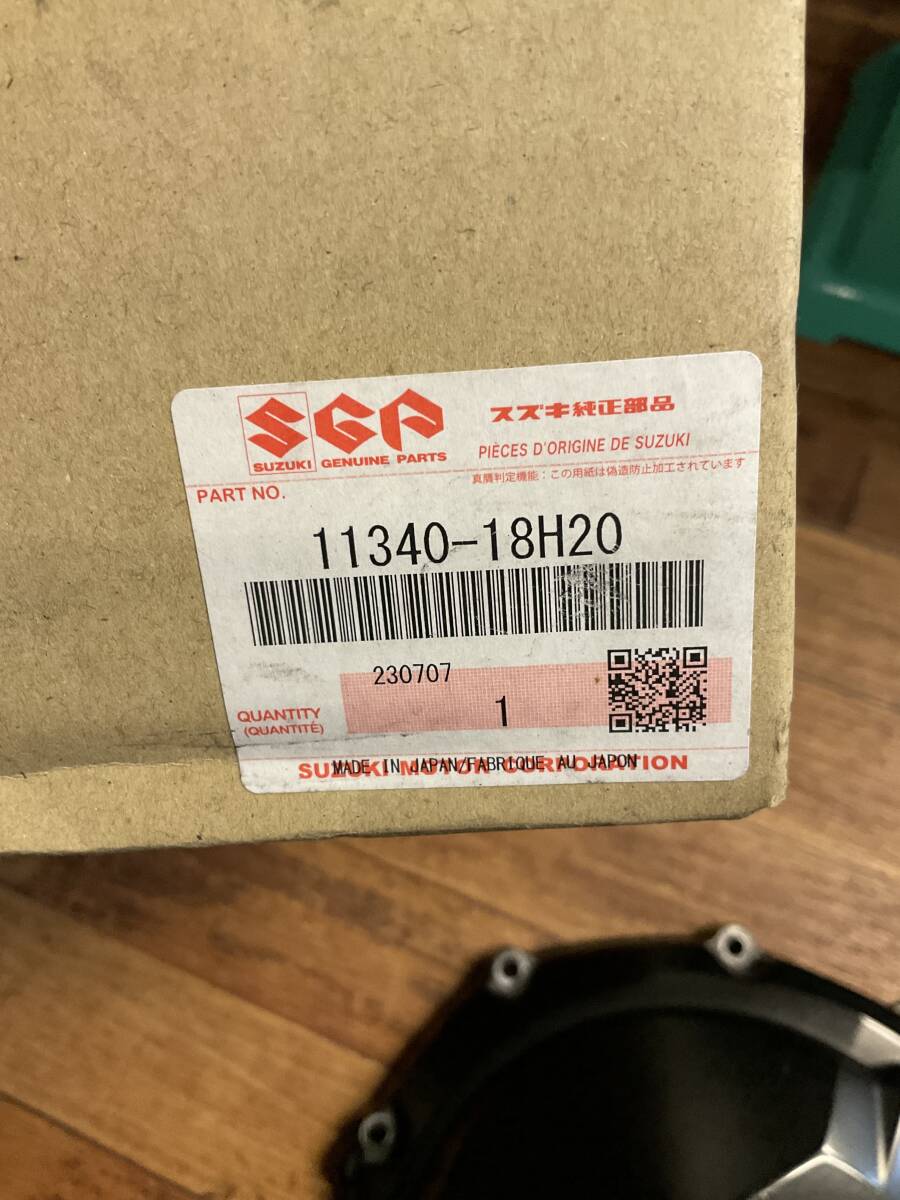 SGP
スズキ純正部品
SUZUKI GENUINE PARTS
PIÈCES D'ORIGINE DE SUZUKI
真贋判定機能：この用紙は偽造防止加工されています
PART NO.
11340-18H20
230707
QUANTITY
(QUANTITÉ)
1
MADE IN JAPAN/FABRIQUE AU JAPON
SUZUKI MOTOR CORPORATION